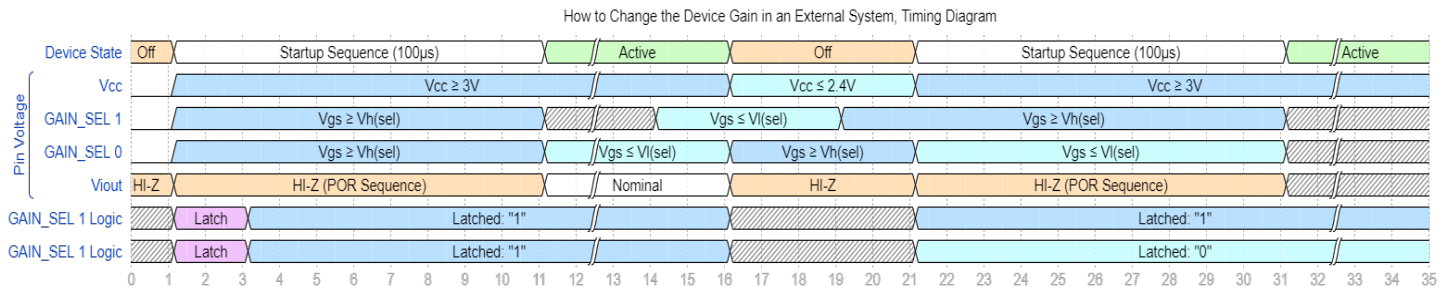 How to Change the Device Gain in an External System, Timing Diagram
Device State Off Startup Sequence (100µs) Active Off Startup Sequence (100µs) Active
Pin Voltage
Vcc Vcc ≥ 3V Vcc ≤ 2.4V Vcc ≥ 3V
GAIN_SEL 1 Vgs ≥ Vh(sel) Vgs ≤ Vl(sel) Vgs ≥ Vh(sel)
GAIN_SEL 0 Vgs ≥ Vh(sel) Vgs ≤ Vl(sel) Vgs ≥ Vh(sel) Vgs ≤ Vl(sel)
Viout HI-Z HI-Z (POR Sequence) Nominal HI-Z HI-Z (POR Sequence)
GAIN_SEL 1 Logic Latch Latched: "1" Latched: "1"
GAIN_SEL 1 Logic Latch Latched: "1" Latched: "0"
0 1 2 3 4 5 6 7 8 9 10 11 12 13 14 15 16 17 18 19 20 21 22 23 24 25 26 27 28 29 30 31 32 33 34 35